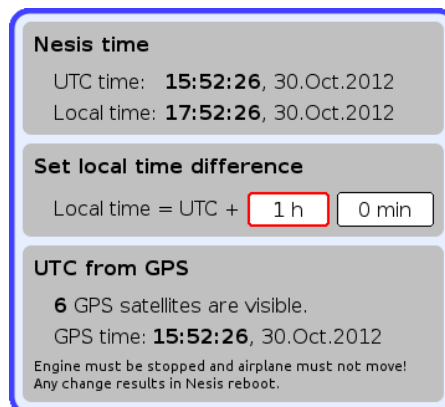 Nesis time
UTC time: 15:52:26, 30.Oct.2012
Local time: 17:52:26, 30.Oct.2012
Set local time difference
Local time = UTC + 1 h 0 min
UTC from GPS
6 GPS satellites are visible.
GPS time: 15:52:26, 30.Oct.2012
Engine must be stopped and airplane must not move!
Any change results in Nesis reboot.